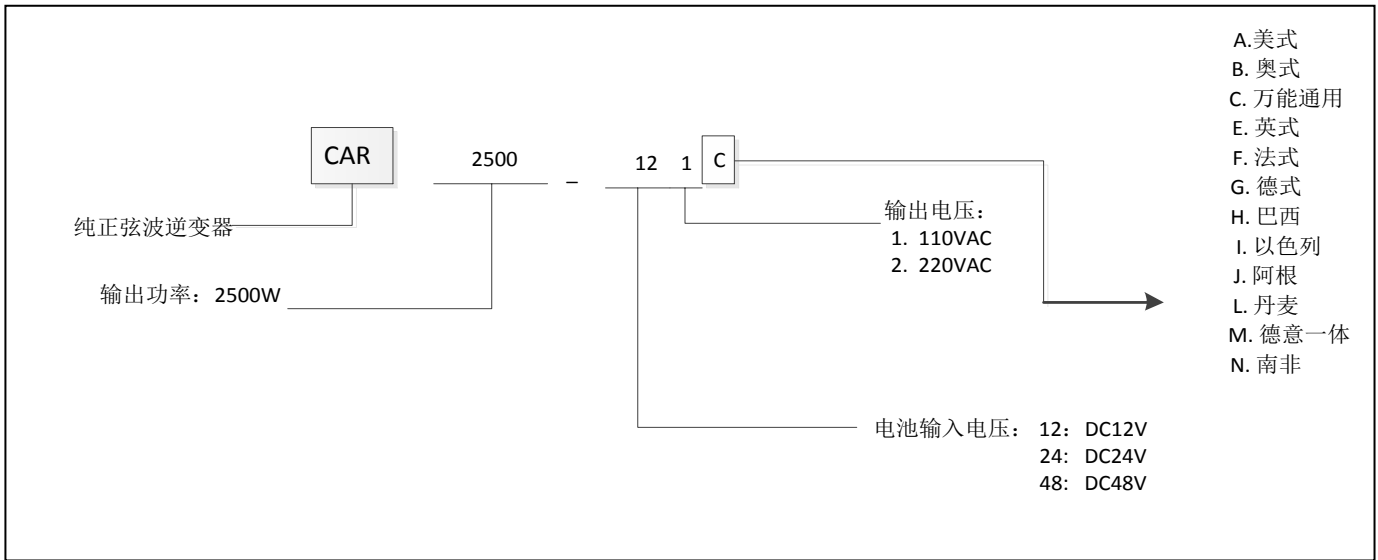 CAR 2500 – 12 1 C
纯正弦波逆变器
输出功率：2500W
输出电压：
1. 110VAC
2. 220VAC
电池输入电压： 12： DC12V
24: DC24V
48: DC48V
A.美式
B. 奥式
C. 万能通用
E. 英式
F. 法式
G. 德式
H. 巴西
I. 以色列
J. 阿根
L. 丹麦
M. 德意一体
N. 南非